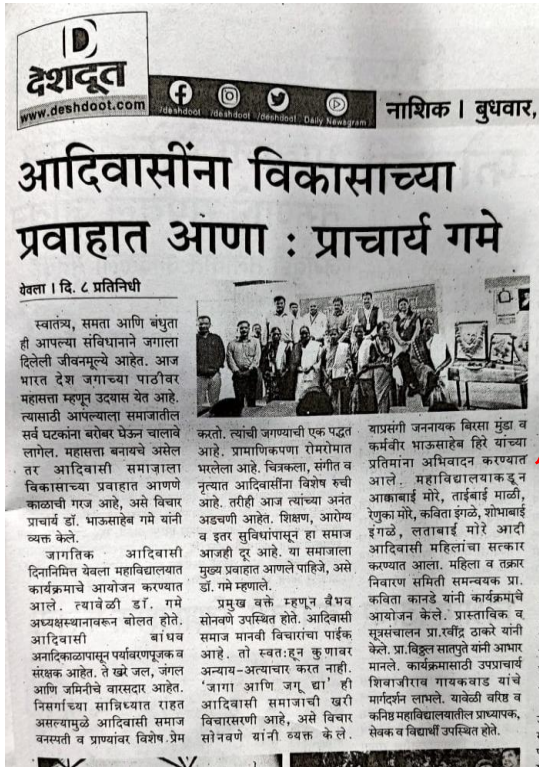 D
देशदूत
www.deshdoot.com
/deshdoot /deshdoot /deshdoot Daily Newsgram
नाशिक । बुधवार,
आदिवासींना विकासाच्या
प्रवाहात आणा : प्राचार्य गमे
येवला । दि. ८ प्रतिनिधी
स्वातंत्र्य, समता आणि बंधुता
ही आपल्या संविधानाने जगाला
दिलेली जीवनमूल्ये आहेत. आज
भारत देश जगाच्या पाठीवर
महासत्ता म्हणून उदयास येत आहे.
त्यासाठी आपल्याला समाजातील
सर्व घटकांना बरोबर घेऊन चालावे
लागेल. महासत्ता बनायचे असेल
तर आदिवासी समाजाला
विकासाच्या प्रवाहात आणणे
काळाची गरज आहे, असे विचार
प्राचार्य डॉ. भाऊसाहेब गमे यांनी
व्यक्त केले.
जागतिक आदिवासी
दिनानिमित्त येवला महाविद्यालयात
कार्यक्रमाचे आयोजन करण्यात
आले. त्यावेळी डॉ. गमे
अध्यक्षस्थानावरून बोलत होते.
आदिवासी बांधव
अनादिकाळापासून पर्यावरणपूजक व
संरक्षक आहेत. ते खरे जल, जंगल
आणि जमिनीचे वारसदार आहेत.
निसर्गाच्या सान्निध्यात राहत
असल्यामुळे आदिवासी समाज
वनस्पती व प्राण्यांवर विशेष प्रेम
करतो. त्यांची जगण्याची एक पद्धत
आहे. प्रामाणिकपणा रोमरोमात
भरलेला आहे. चित्रकला, संगीत व
नृत्यात आदिवासींना विशेष रुची
आहे. तरीही आज त्यांच्या अनंत
अडचणी आहेत. शिक्षण, आरोग्य
व इतर सुविधांपासून हा समाज
आजही दूर आहे. या समाजाला
मुख्य प्रवाहात आणले पाहिजे, असे
डॉ. गमे म्हणाले.
प्रमुख वक्ते म्हणून वैभव
सोनवणे उपस्थित होते. आदिवासी
समाज मानवी विचारांचा पाईक
आहे. तो स्वत:हून कुणावर
अन्याय-अत्याचार करत नाही.
'जागा आणि जगू द्या' ही
आदिवासी समाजाची खरी
विचारसरणी आहे, असे विचार
सोनवणे यांनी व्यक्त केले.
याप्रसंगी जननायक बिरसा मुंडा व
कर्मवीर भाऊसाहेब हिरे यांच्या
प्रतिमांना अभिवादन करण्यात
आले. महाविद्यालयाकडून
आक्काबाई मोरे, ताईबाई माळी,
रेणुका मोरे, कविता इंगळे, शोभाबाई
इंगळे, लताबाई मोरे आदी
आदिवासी महिलांचा सत्कार
करण्यात आला. महिला व तक्रार
निवारण समिती समन्वयक प्रा.
कविता कानडे यांनी कार्यक्रमाचे
आयोजन केले. प्रास्ताविक व
सूत्रसंचालन प्रा.रवींद्र ठाकरे यांनी
केले. प्रा.विठ्ठल सातपुते यांनी आभार
मानले. कार्यक्रमासाठी उपप्राचार्य
शिवाजीराव गायकवाड यांचे
मार्गदर्शन लाभले. यावेळी वरिष्ठ व
कनिष्ठ महाविद्यालयातील प्राध्यापक,
सेवक व विद्यार्थी उपस्थित होते.